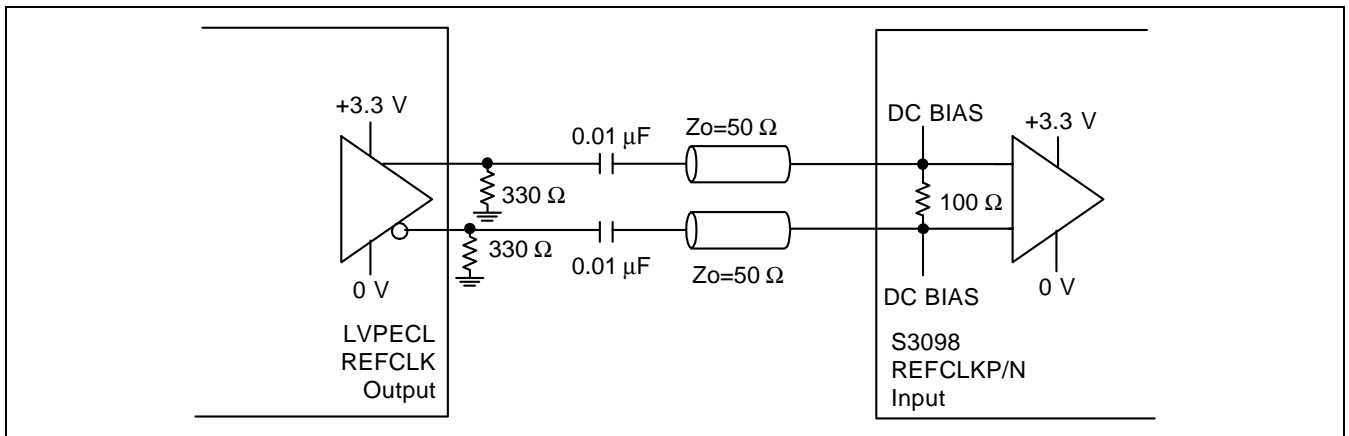 +3.3 V
0 V
LVPECL
REFCLK
Output
330 Ω
330 Ω
0.01 μF
0.01 μF
Zo=50 Ω
Zo=50 Ω
DC BIAS
100 Ω
DC BIAS
+3.3 V
0 V
S3098
REFCLKP/N
Input